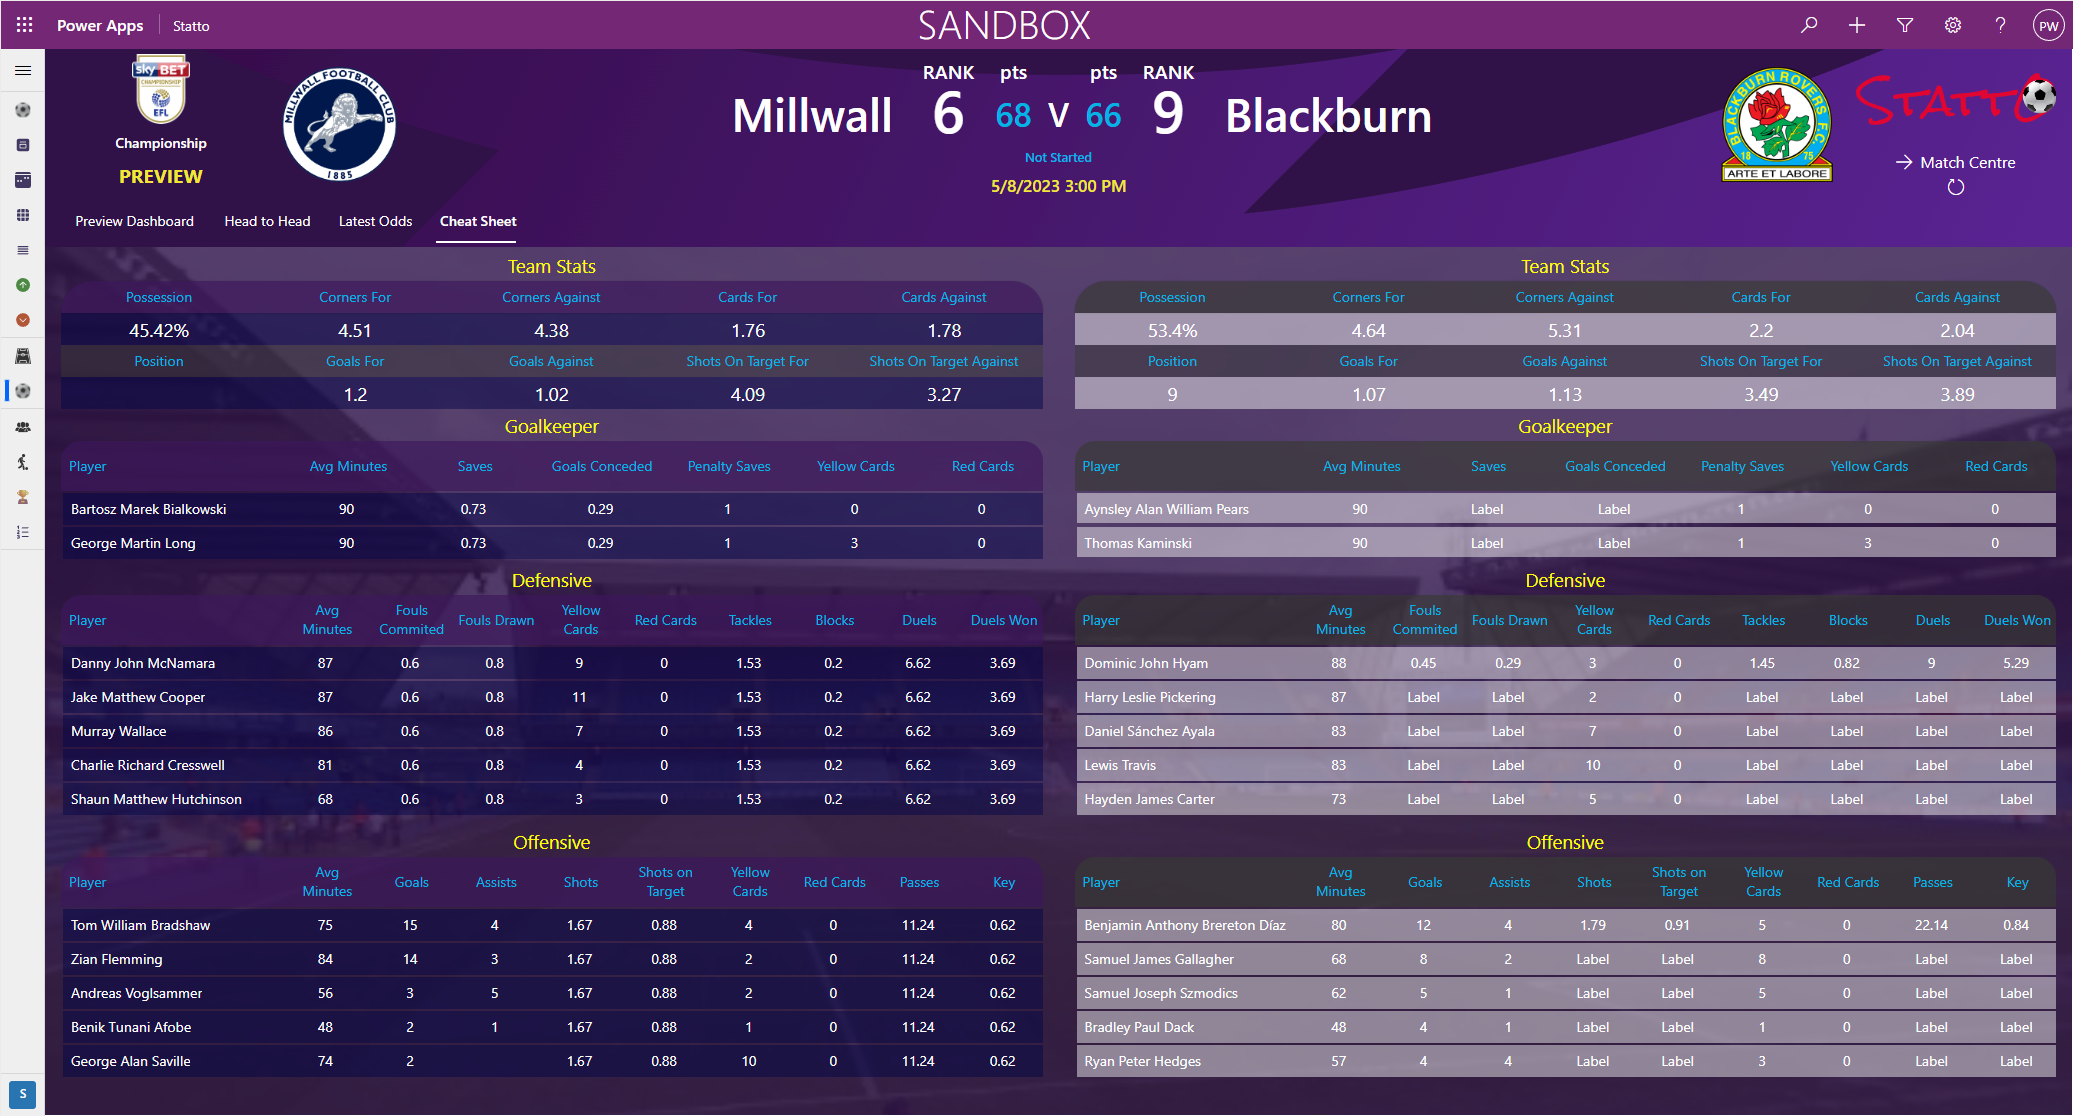 Power Apps
Statto
SANDBOX
PW
sky BET
CHAMPIONSHIP
EFL
Championship
PREVIEW
MILLWALL FOOTBALL CLUB
1885
RANK pts pts RANK
Millwall 6 68 V 66 9 Blackburn
Not Started
5/8/2023 3:00 PM
BLACKBURN ROVERS F.C.
18 75
ARTE ET LABORE
STATTO
Match Centre
Preview Dashboard Head to Head Latest Odds Cheat Sheet
Team Stats
Possession Corners For Corners Against Cards For Cards Against
45.42% 4.51 4.38 1.76 1.78
Position Goals For Goals Against Shots On Target For Shots On Target Against
1.2 1.02 4.09 3.27
Goalkeeper
Player Avg Minutes Saves Goals Conceded Penalty Saves Yellow Cards Red Cards
Bartosz Marek Bialkowski 90 0.73 0.29 1 0 0
George Martin Long 90 0.73 0.29 1 3 0
Defensive
Player Avg Minutes Fouls Commited Fouls Drawn Yellow Cards Red Cards Tackles Blocks Duels Duels Won
Danny John McNamara 87 0.6 0.8 9 0 1.53 0.2 6.62 3.69
Jake Matthew Cooper 87 0.6 0.8 11 0 1.53 0.2 6.62 3.69
Murray Wallace 86 0.6 0.8 7 0 1.53 0.2 6.62 3.69
Charlie Richard Cresswell 81 0.6 0.8 4 0 1.53 0.2 6.62 3.69
Shaun Matthew Hutchinson 68 0.6 0.8 3 0 1.53 0.2 6.62 3.69
Offensive
Player Avg Minutes Goals Assists Shots Shots on Target Yellow Cards Red Cards Passes Key
Tom William Bradshaw 75 15 4 1.67 0.88 4 0 11.24 0.62
Zian Flemming 84 14 3 1.67 0.88 2 0 11.24 0.62
Andreas Voglsammer 56 3 5 1.67 0.88 2 0 11.24 0.62
Benik Tunani Afobe 48 2 1 1.67 0.88 1 0 11.24 0.62
George Alan Saville 74 2 1.67 0.88 10 0 11.24 0.62
Team Stats
Possession Corners For Corners Against Cards For Cards Against
53.4% 4.64 5.31 2.2 2.04
Position Goals For Goals Against Shots On Target For Shots On Target Against
9 1.07 1.13 3.49 3.89
Goalkeeper
Player Avg Minutes Saves Goals Conceded Penalty Saves Yellow Cards Red Cards
Aynsley Alan William Pears 90 Label Label 1 0 0
Thomas Kaminski 90 Label Label 1 3 0
Defensive
Player Avg Minutes Fouls Commited Fouls Drawn Yellow Cards Red Cards Tackles Blocks Duels Duels Won
Dominic John Hyam 88 0.45 0.29 3 0 1.45 0.82 9 5.29
Harry Leslie Pickering 87 Label Label 2 0 Label Label Label Label
Daniel Sánchez Ayala 83 Label Label 7 0 Label Label Label Label
Lewis Travis 83 Label Label 10 0 Label Label Label Label
Hayden James Carter 73 Label Label 5 0 Label Label Label Label
Offensive
Player Avg Minutes Goals Assists Shots Shots on Target Yellow Cards Red Cards Passes Key
Benjamin Anthony Brereton Díaz 80 12 4 1.79 0.91 5 0 22.14 0.84
Samuel James Gallagher 68 8 2 Label Label 8 0 Label Label
Samuel Joseph Szmodics 62 5 1 Label Label 5 0 Label Label
Bradley Paul Dack 48 4 1 Label Label 1 0 Label Label
Ryan Peter Hedges 57 4 4 Label Label 3 0 Label Label
S